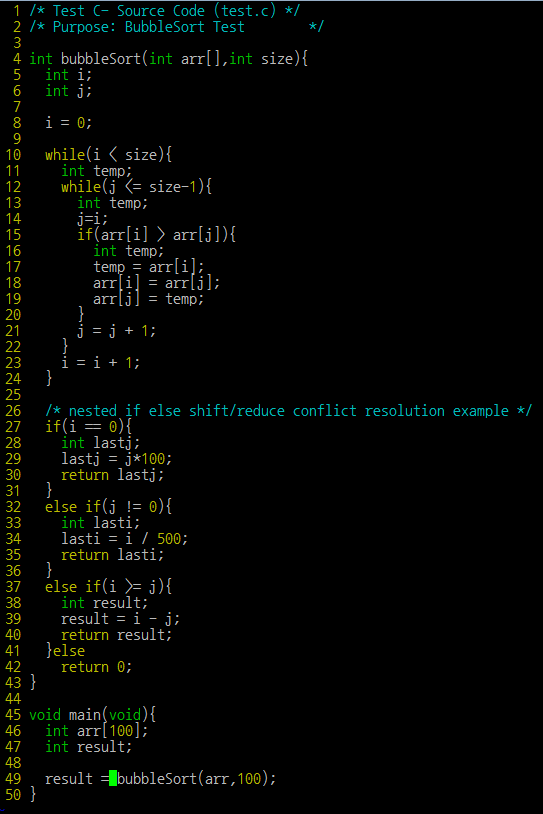 1 /* Test C- Source Code (test.c) */
2 /* Purpose: BubbleSort Test         */
3
4 int bubbleSort(int arr[],int size){
5   int i;
6   int j;
7
8   i = 0;
9
10   while(i < size){
11     int temp;
12     while(j <= size-1){
13       int temp;
14       j=i;
15       if(arr[i] > arr[j]){
16         int temp;
17         temp = arr[i];
18         arr[i] = arr[j];
19         arr[j] = temp;
20       }
21       j = j + 1;
22     }
23     i = i + 1;
24   }
25
26   /* nested if else shift/reduce conflict resolution example */
27   if(i == 0){
28     int lastj;
29     lastj = j*100;
30     return lastj;
31   }
32   else if(j != 0){
33     int lasti;
34     lasti = i / 500;
35     return lasti;
36   }
37   else if(i >= j){
38     int result;
39     result = i - j;
40     return result;
41   }else
42     return 0;
43 }
44
45 void main(void){
46   int arr[100];
47   int result;
48
49   result = bubbleSort(arr,100);
50 }